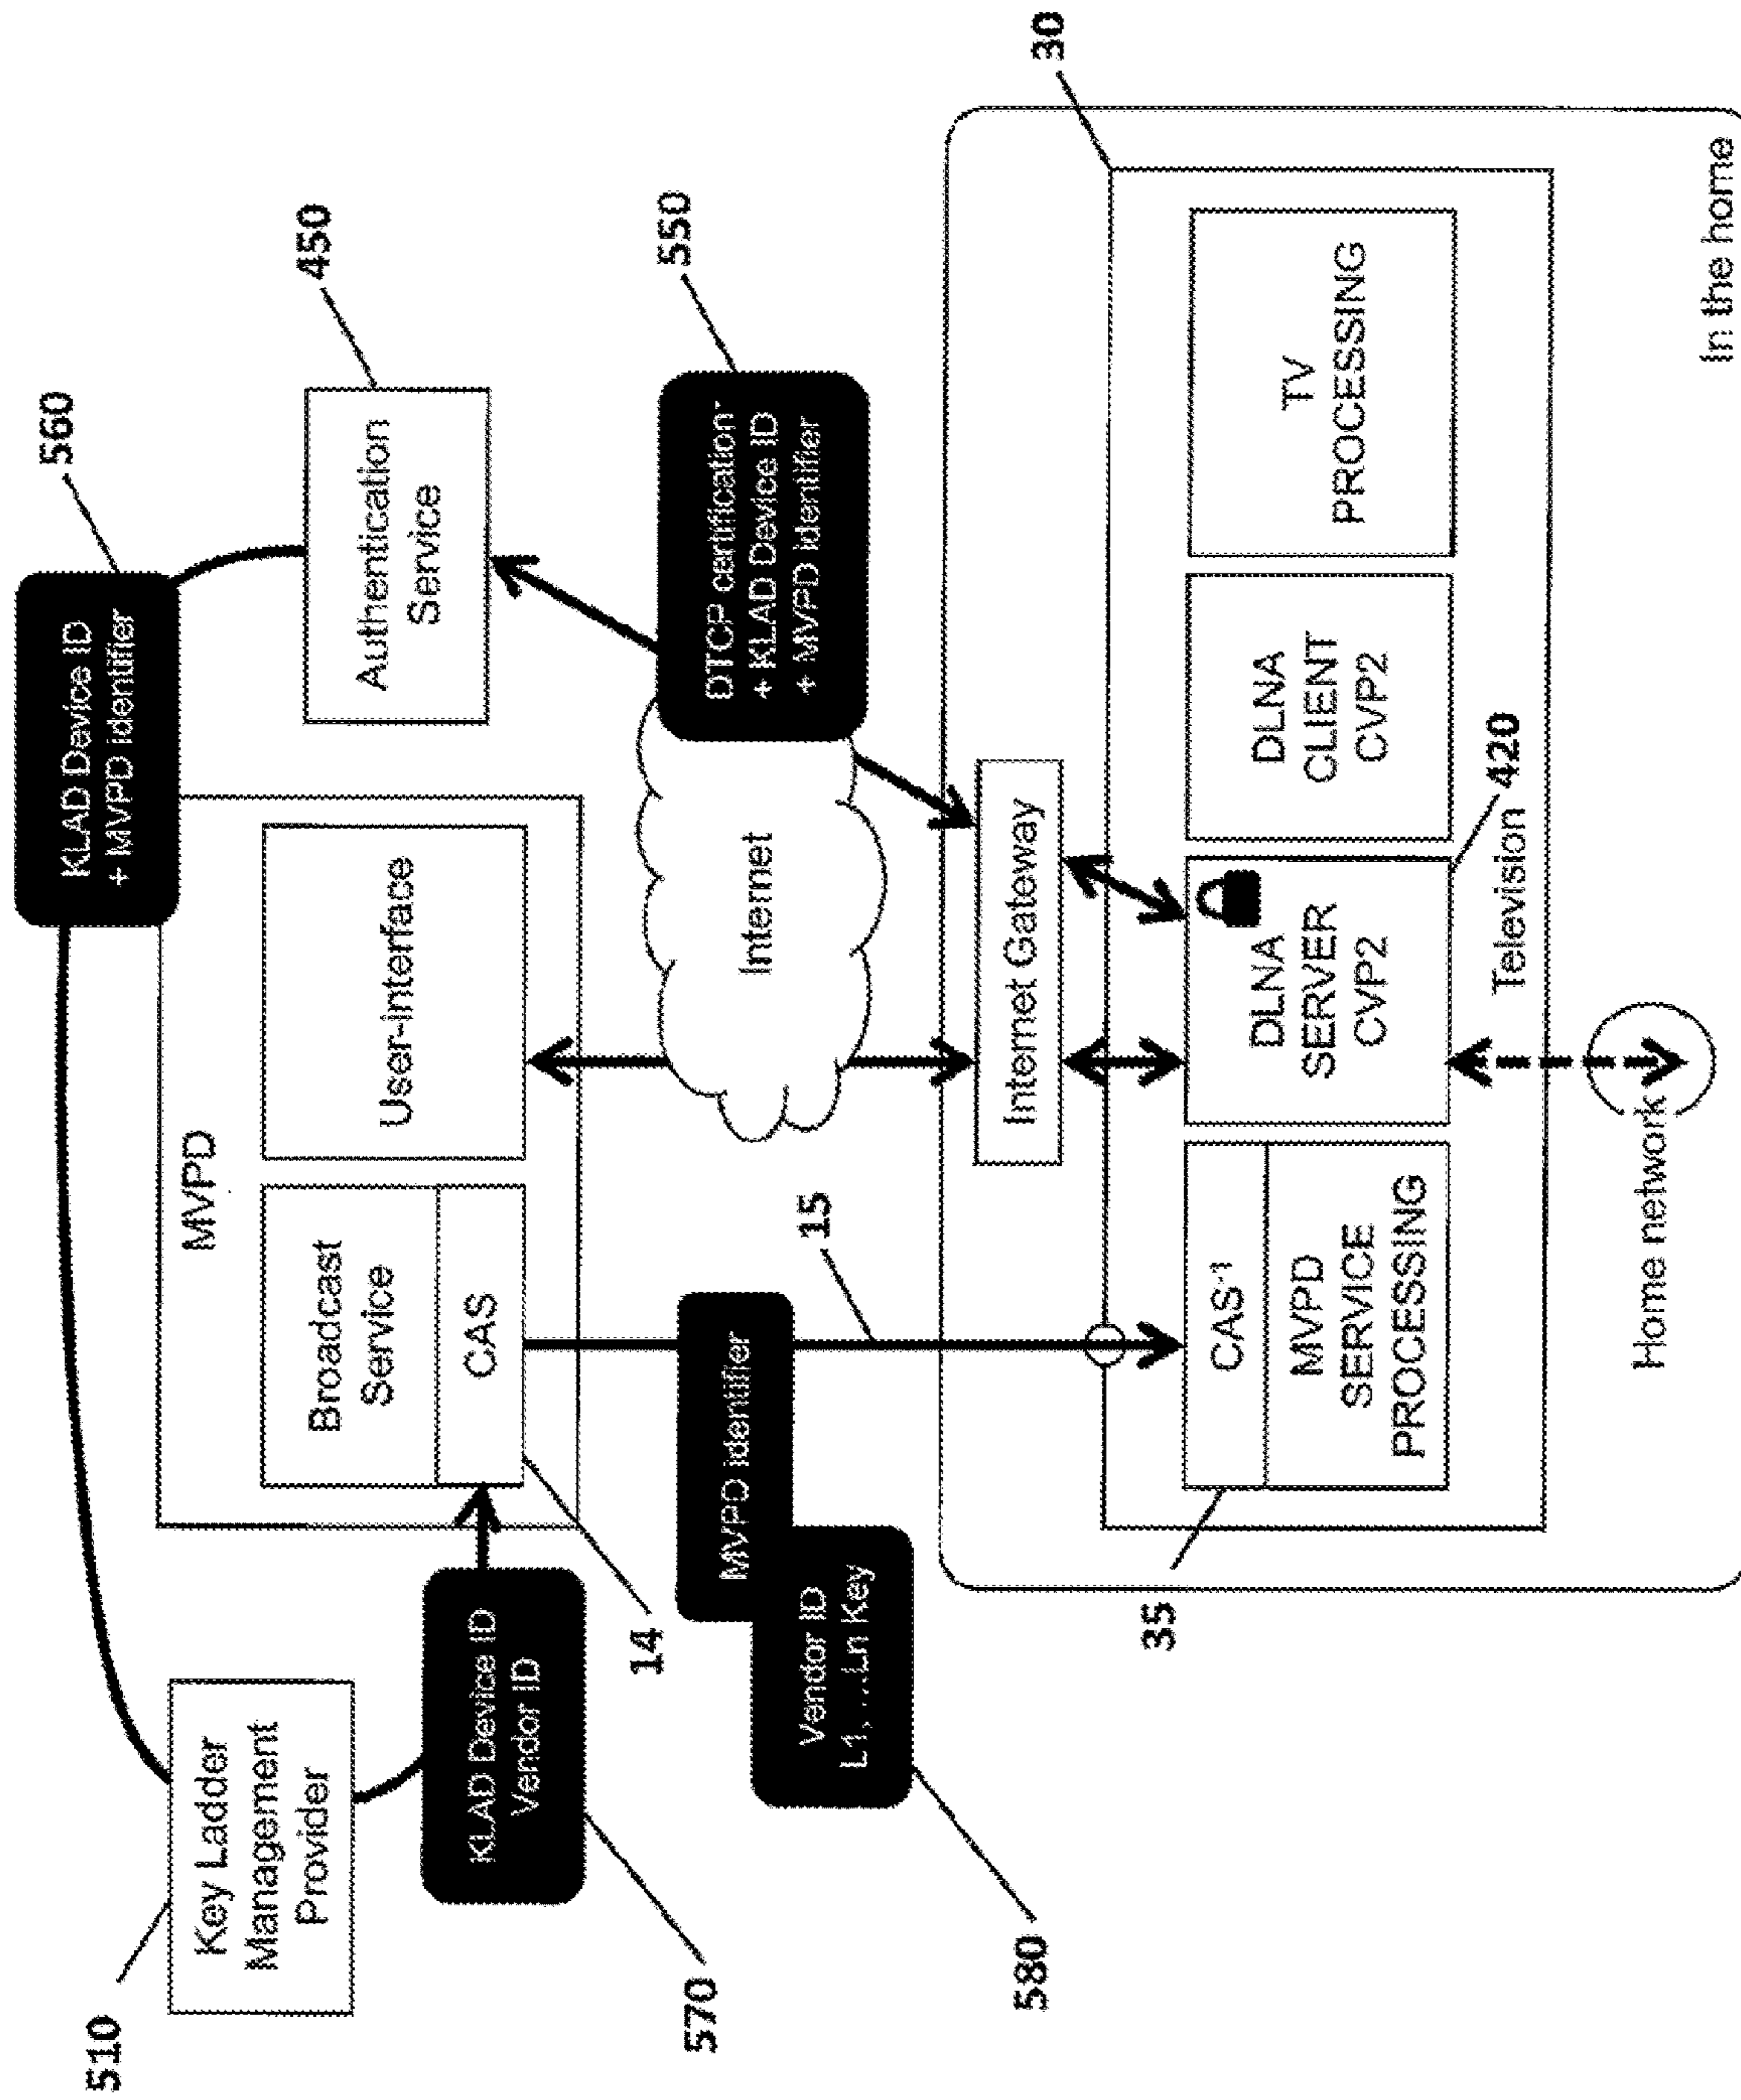 510
Key Ladder
Management
Provider
560
KLAD Device ID
+ MVPD identifier
450
Authentication
Service
MVPD
Broadcast
Service
CAS
User-interface
KLAD Device ID
Vendor ID
570
14
MVPD identifier
Vendor ID
L1, ...Ln Key
580
15
Internet
DTCP certification
+ KLAD Device ID
+ MVPD identifier
550
Internet Gateway
30
35
CAS-1
MVPD
SERVICE
PROCESSING
DLNA
SERVER
CVP2
DLNA
CLIENT
CVP2
TV
PROCESSING
Television
420
Home network
In the home